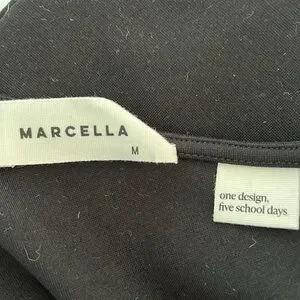 MARCELLA
M
one design,
five school days.